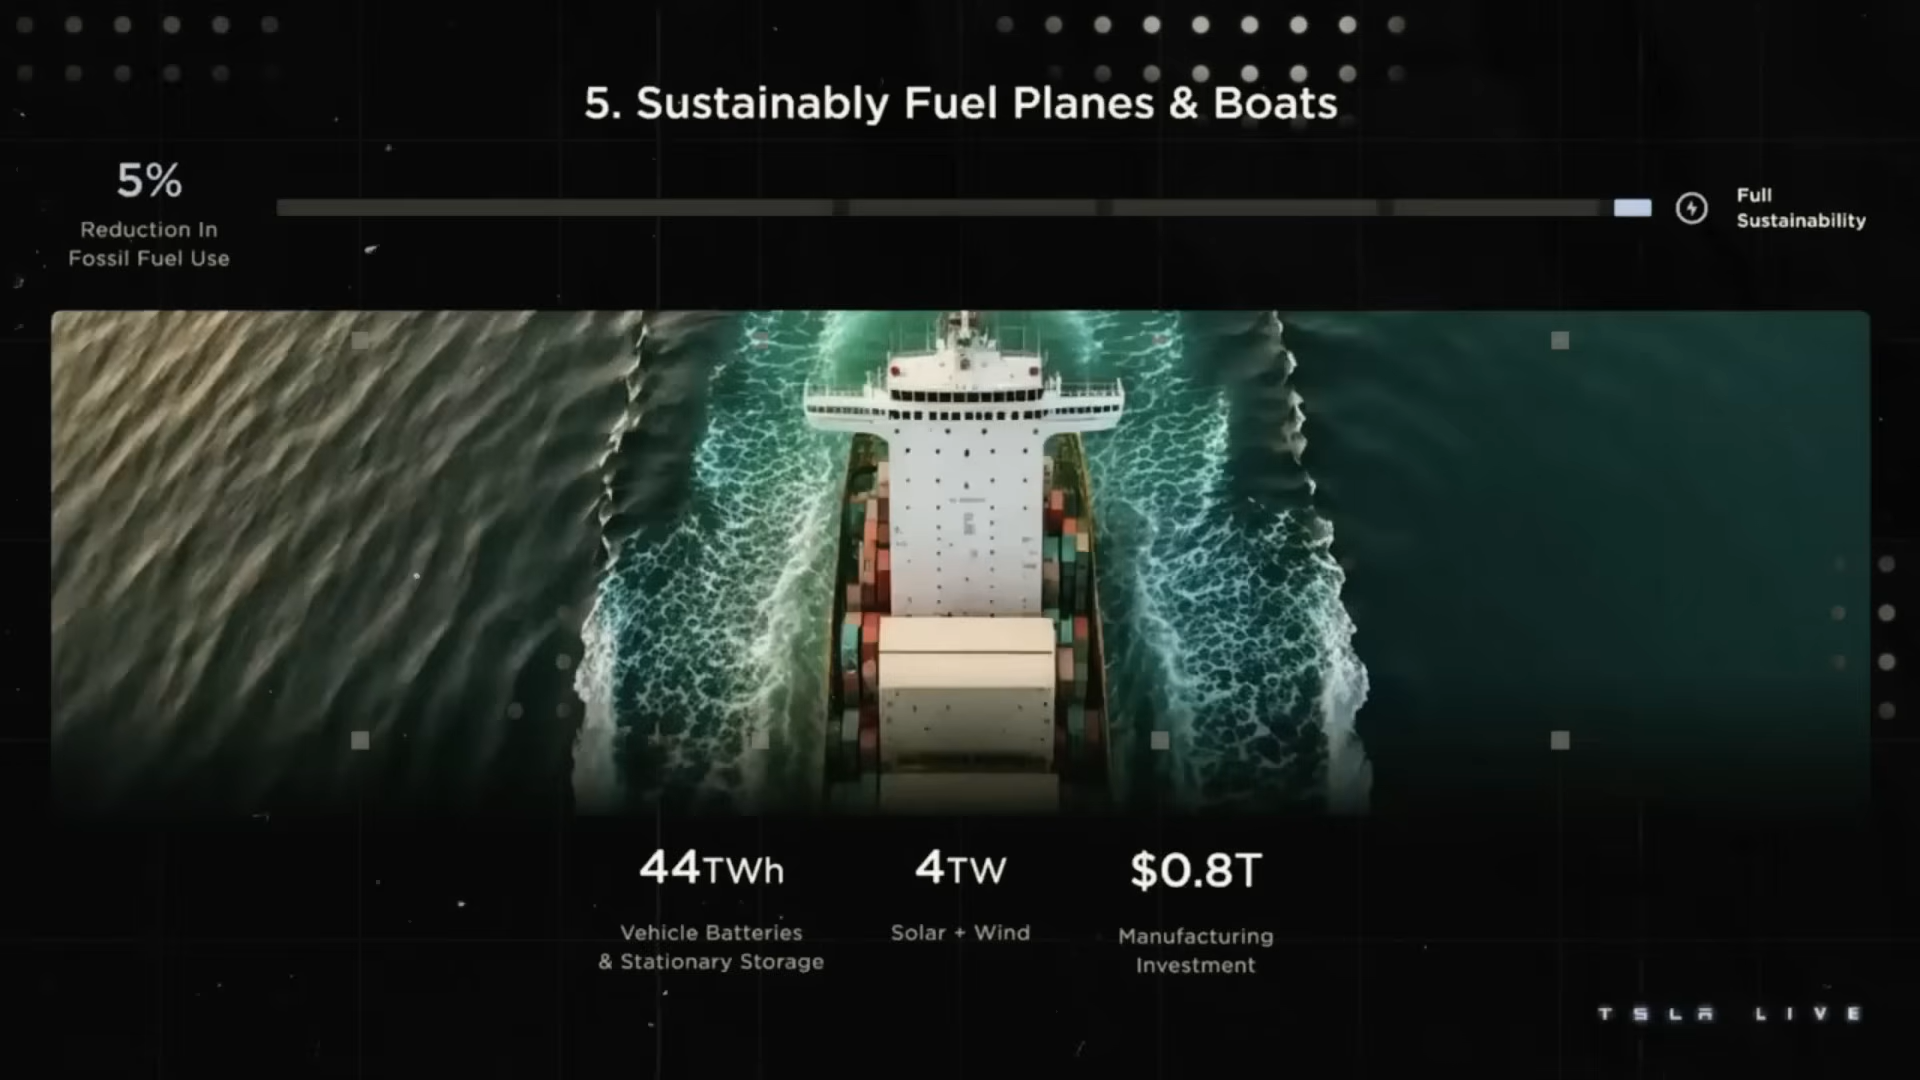 5. Sustainably Fuel Planes & Boats
5%
Reduction In
Fossil Fuel Use
Full
Sustainability
44TWh
Vehicle Batteries
& Stationary Storage
4TW
Solar + Wind
$0.8T
Manufacturing
Investment
TSLA LIVE